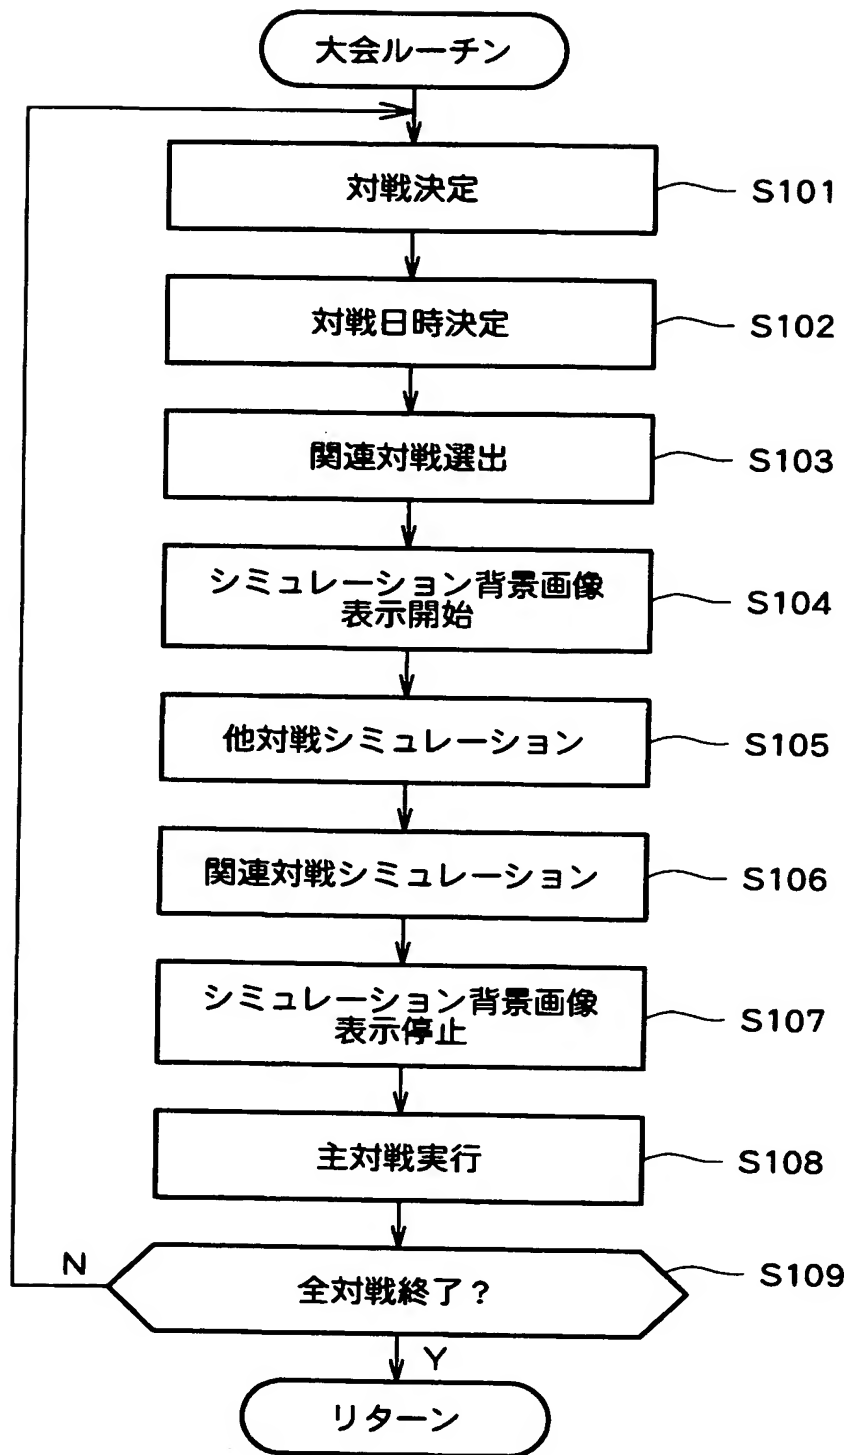 大会ルーチン
対戦決定
S101
対戦日時決定
S102
関連対戦選出
S103
シミュレーション背景画像
表示開始
S104
他対戦シミュレーション
S105
関連対戦シミュレーション
S106
シミュレーション背景画像
表示停止
S107
主対戦実行
S108
N
全対戦終了?
S109
Y
リターン